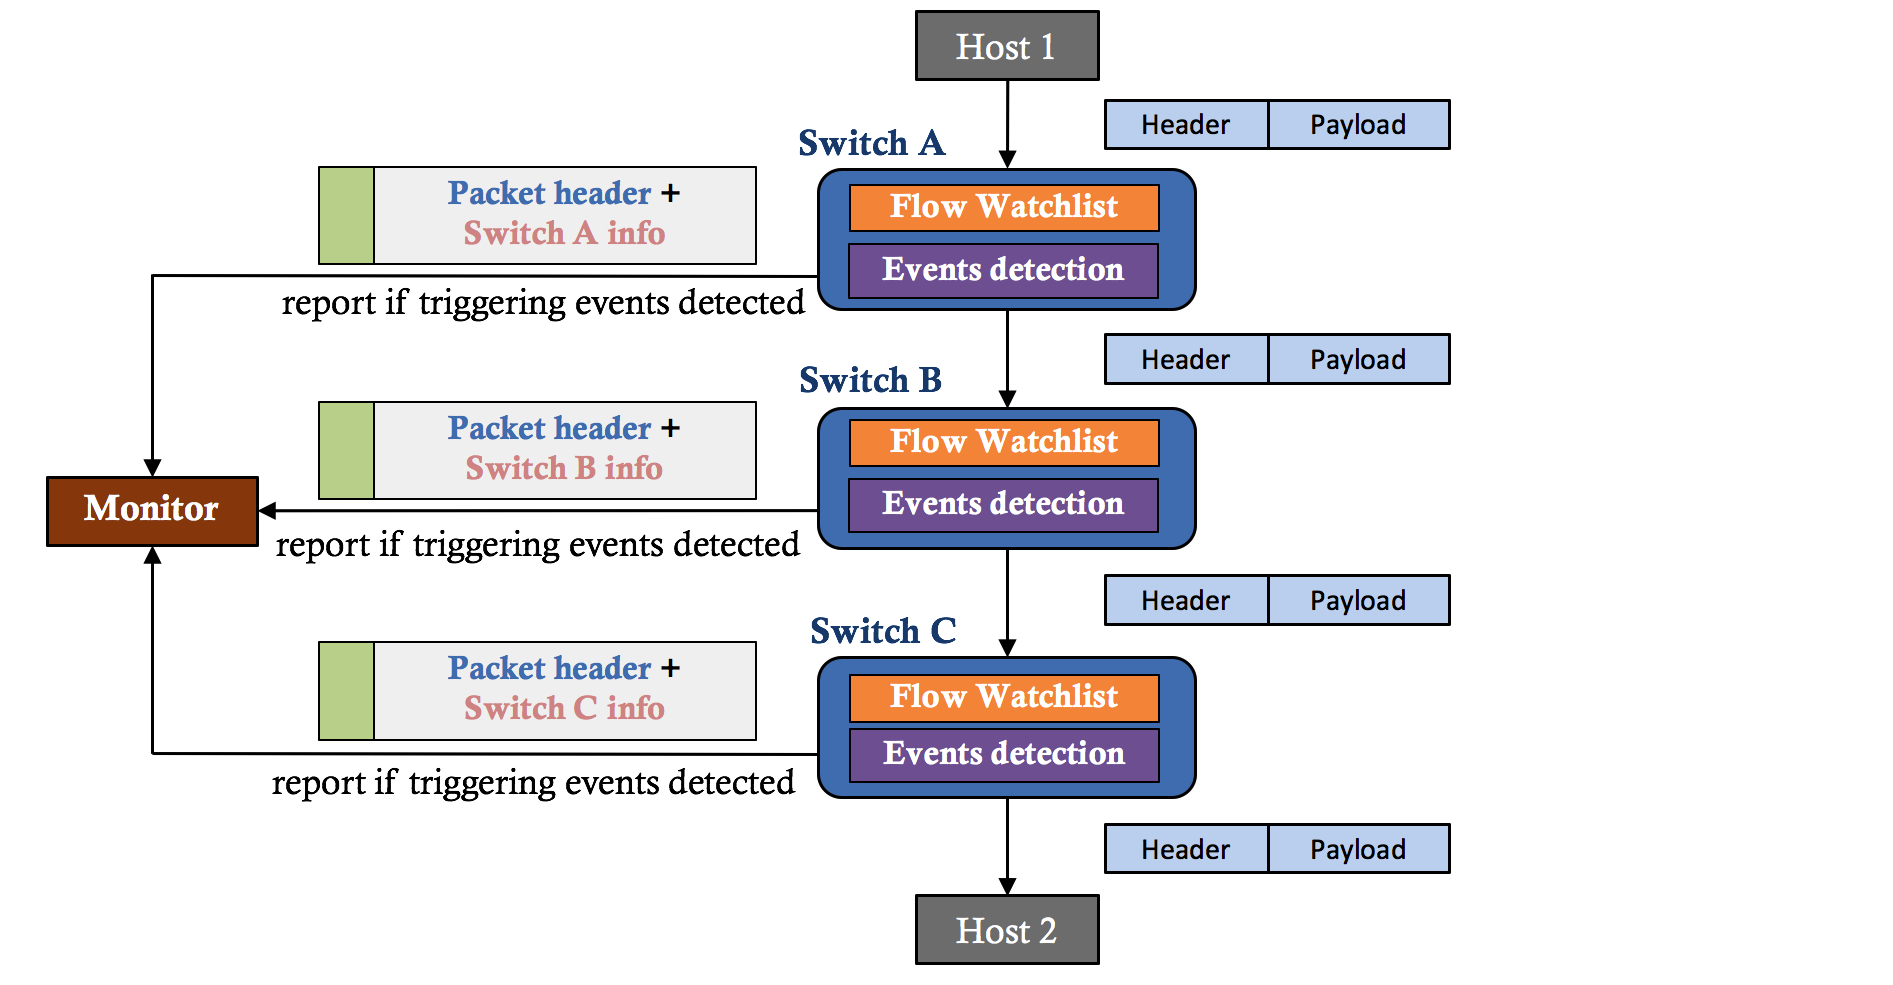 Host 1
Header Payload
Switch A
Flow Watchlist
Packet header +
Switch A info
Events detection
report if triggering events detected
Header Payload
Switch B
Flow Watchlist
Packet header +
Switch B info
Events detection
Monitor
report if triggering events detected
Header Payload
Switch C
Flow Watchlist
Packet header +
Switch C info
Events detection
report if triggering events detected
Header Payload
Host 2